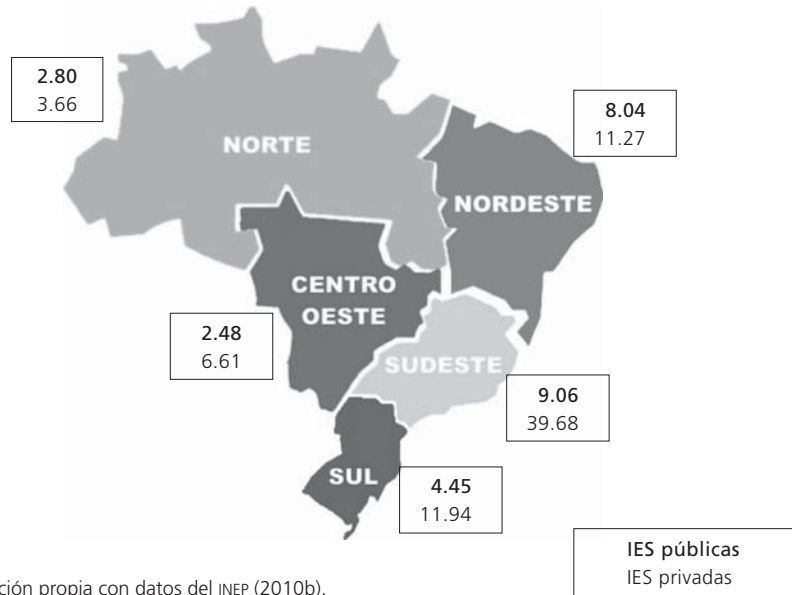 2.80
3.66
NORTE
8.04
11.27
NORDESTE
CENTRO
OESTE
2.48
6.61
SUDESTE
9.06
39.68
SUL
4.45
11.94
IES públicas
IES privadas
ción propia con datos del INEP (2010b).